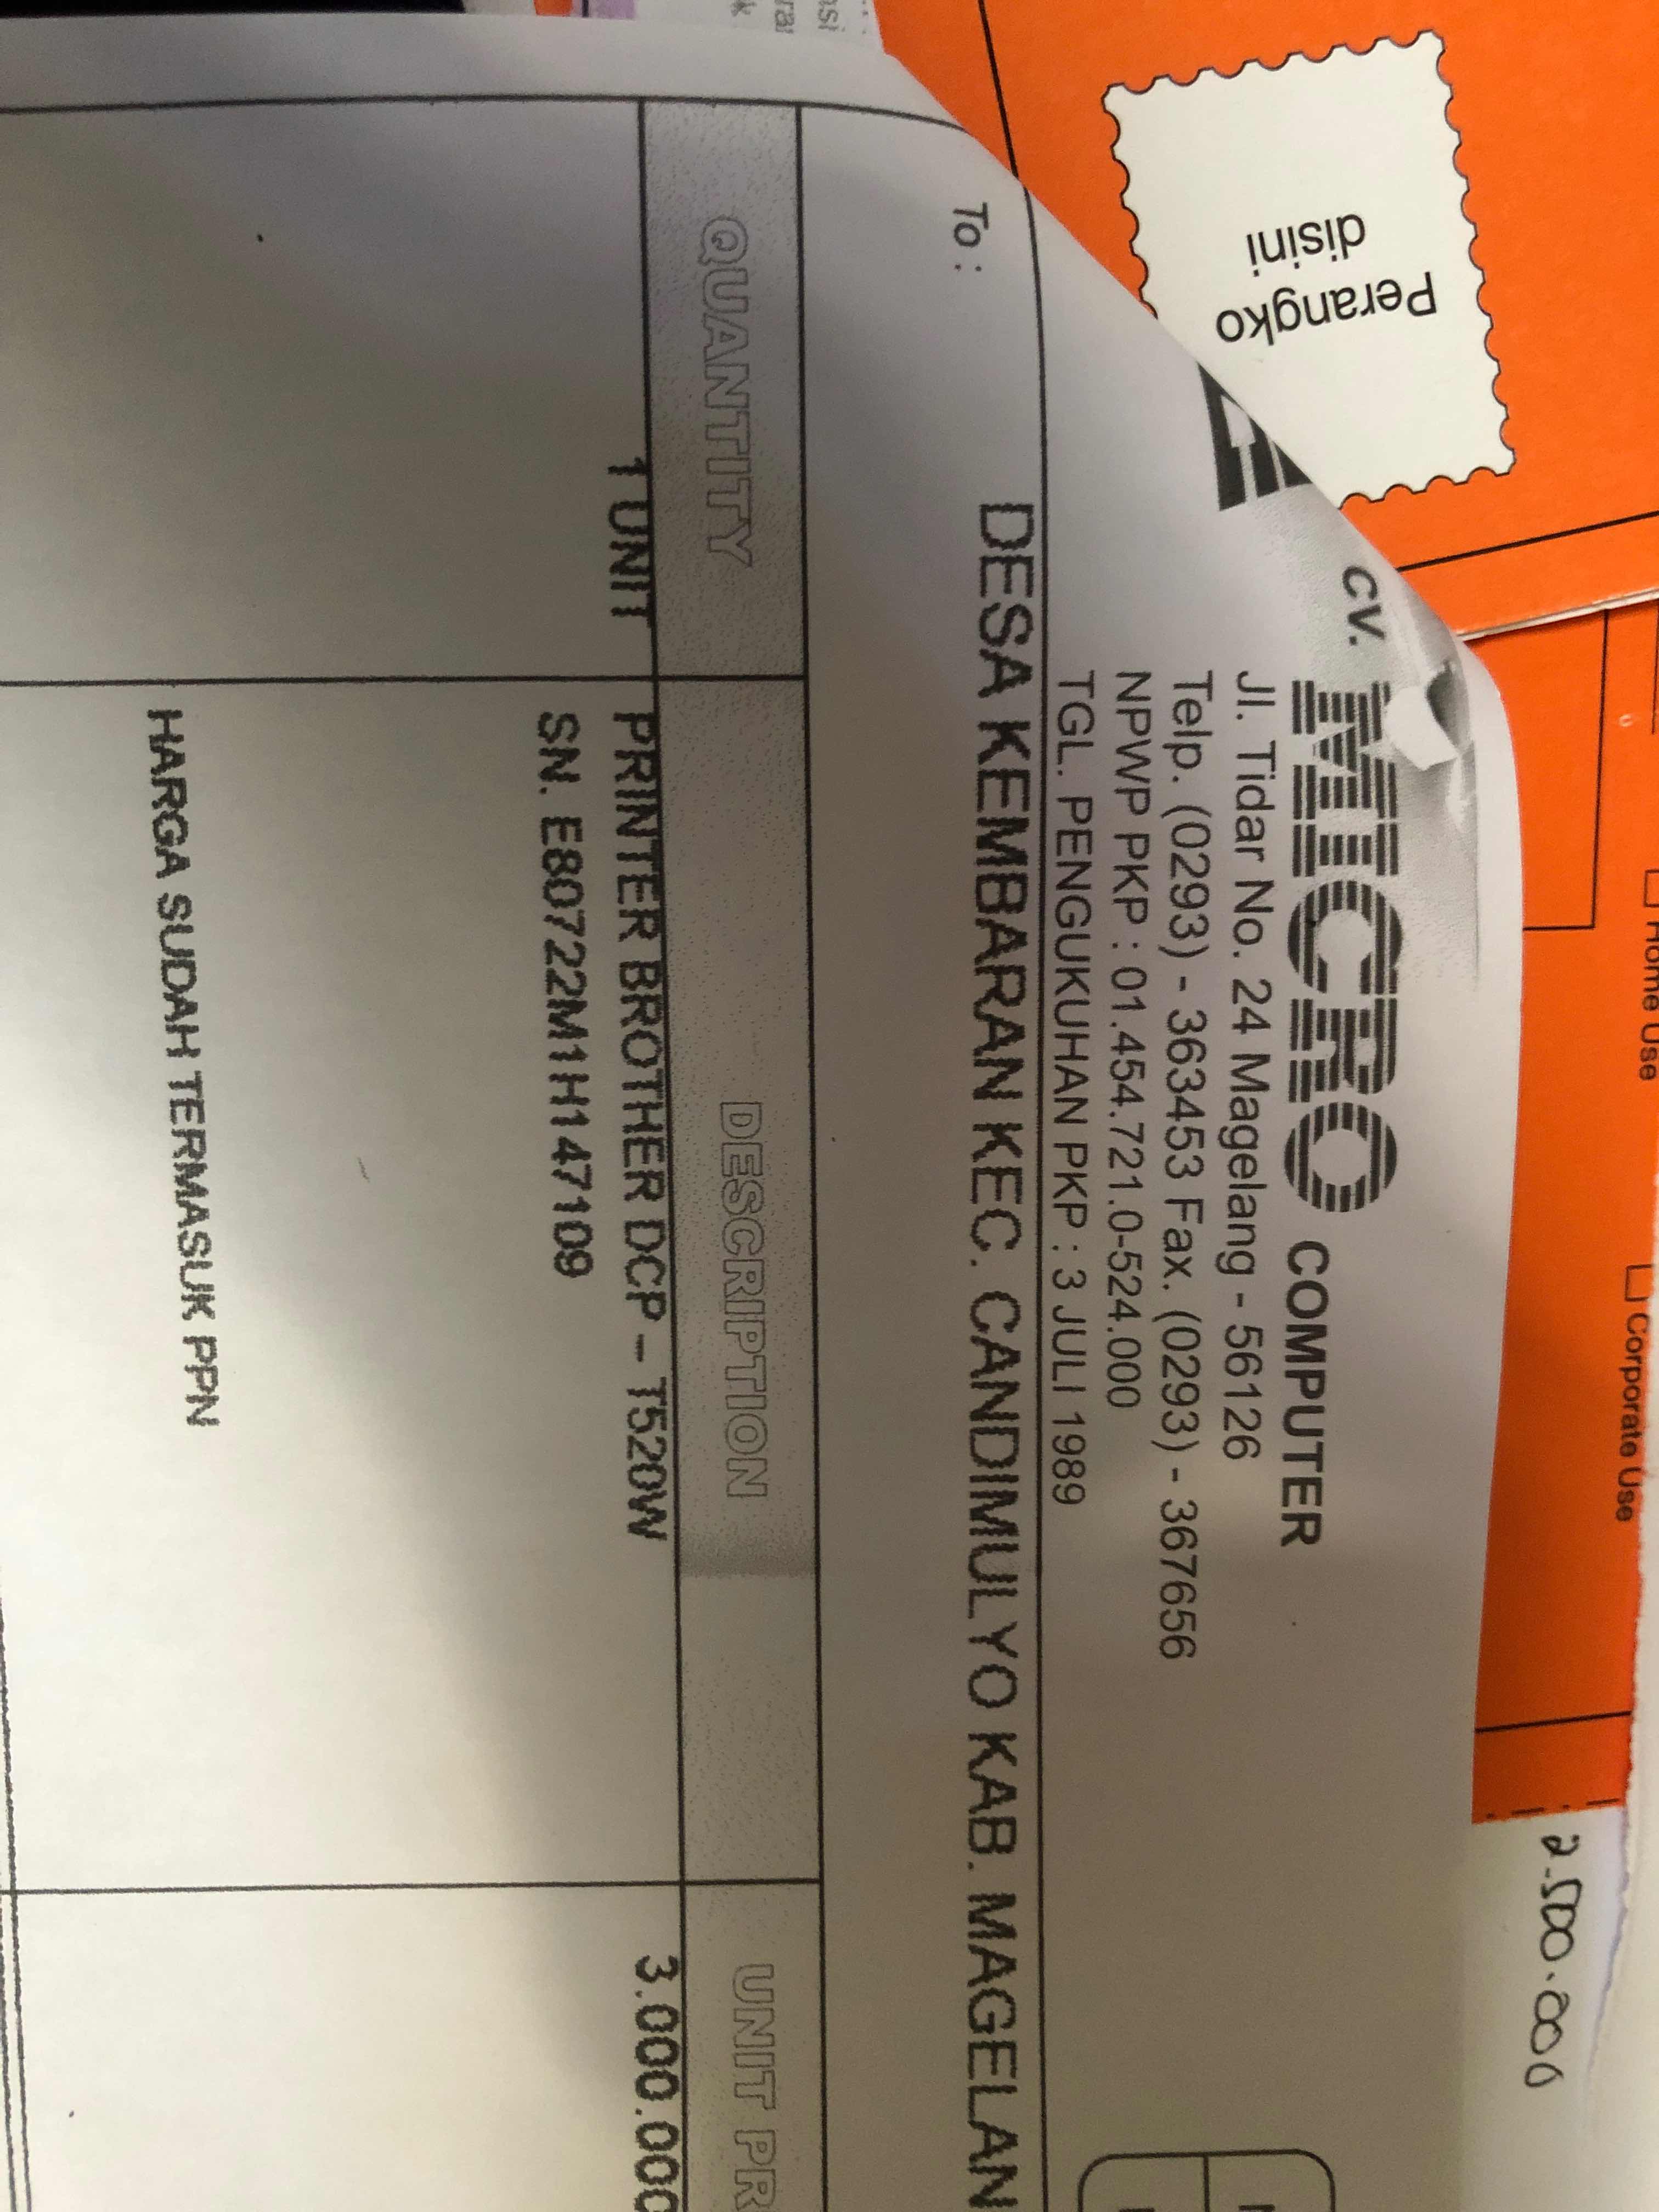 CV. MICRO COMPUTER
Jl. Tidar No. 24 Magelang - 56126
Telp. (0293) - 363453 Fax. (0293) - 367656
NPWP PKP : 01.454.721.0-524.000
TGL. PENGUKUHAN PKP : 3 JULI 1989
To :
DESA KEMBARAN KEC. CANDIMULYO KAB. MAGELAN
QUANTITY DESCRIPTION UNIT PR
1 UNIT PRINTER BROTHER DCP – T520W 3.000.000
SN. E80722M1H147109
HARGA SUDAH TERMASUK PPN
Perangko
disini
Home Use
Corporate Use
2.500.000